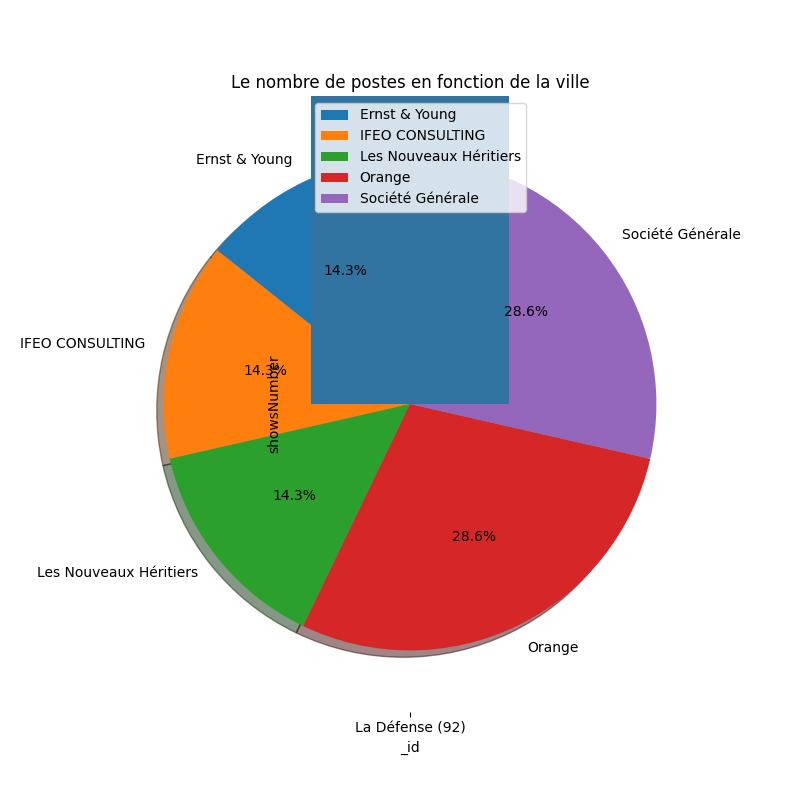 Le nombre de postes en fonction de la ville
Ernst & Young
IFEO CONSULTING
Les Nouveaux Héritiers
Orange
Société Générale
Ernst & Young
Société Générale
14.3%
28.6%
IFEO CONSULTING
14.3%
showsNumber
14.3%
28.6%
Les Nouveaux Héritiers
Orange
La Défense (92)
_id